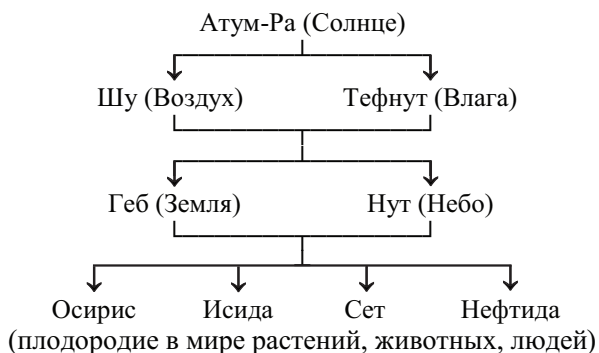 Атум-Ра (Солнце)
Шу (Воздух) Тефнут (Влага)
Геб (Земля) Нут (Небо)
Осирис Исида Сет Нефтида
(плодородие в мире растений, животных, людей)